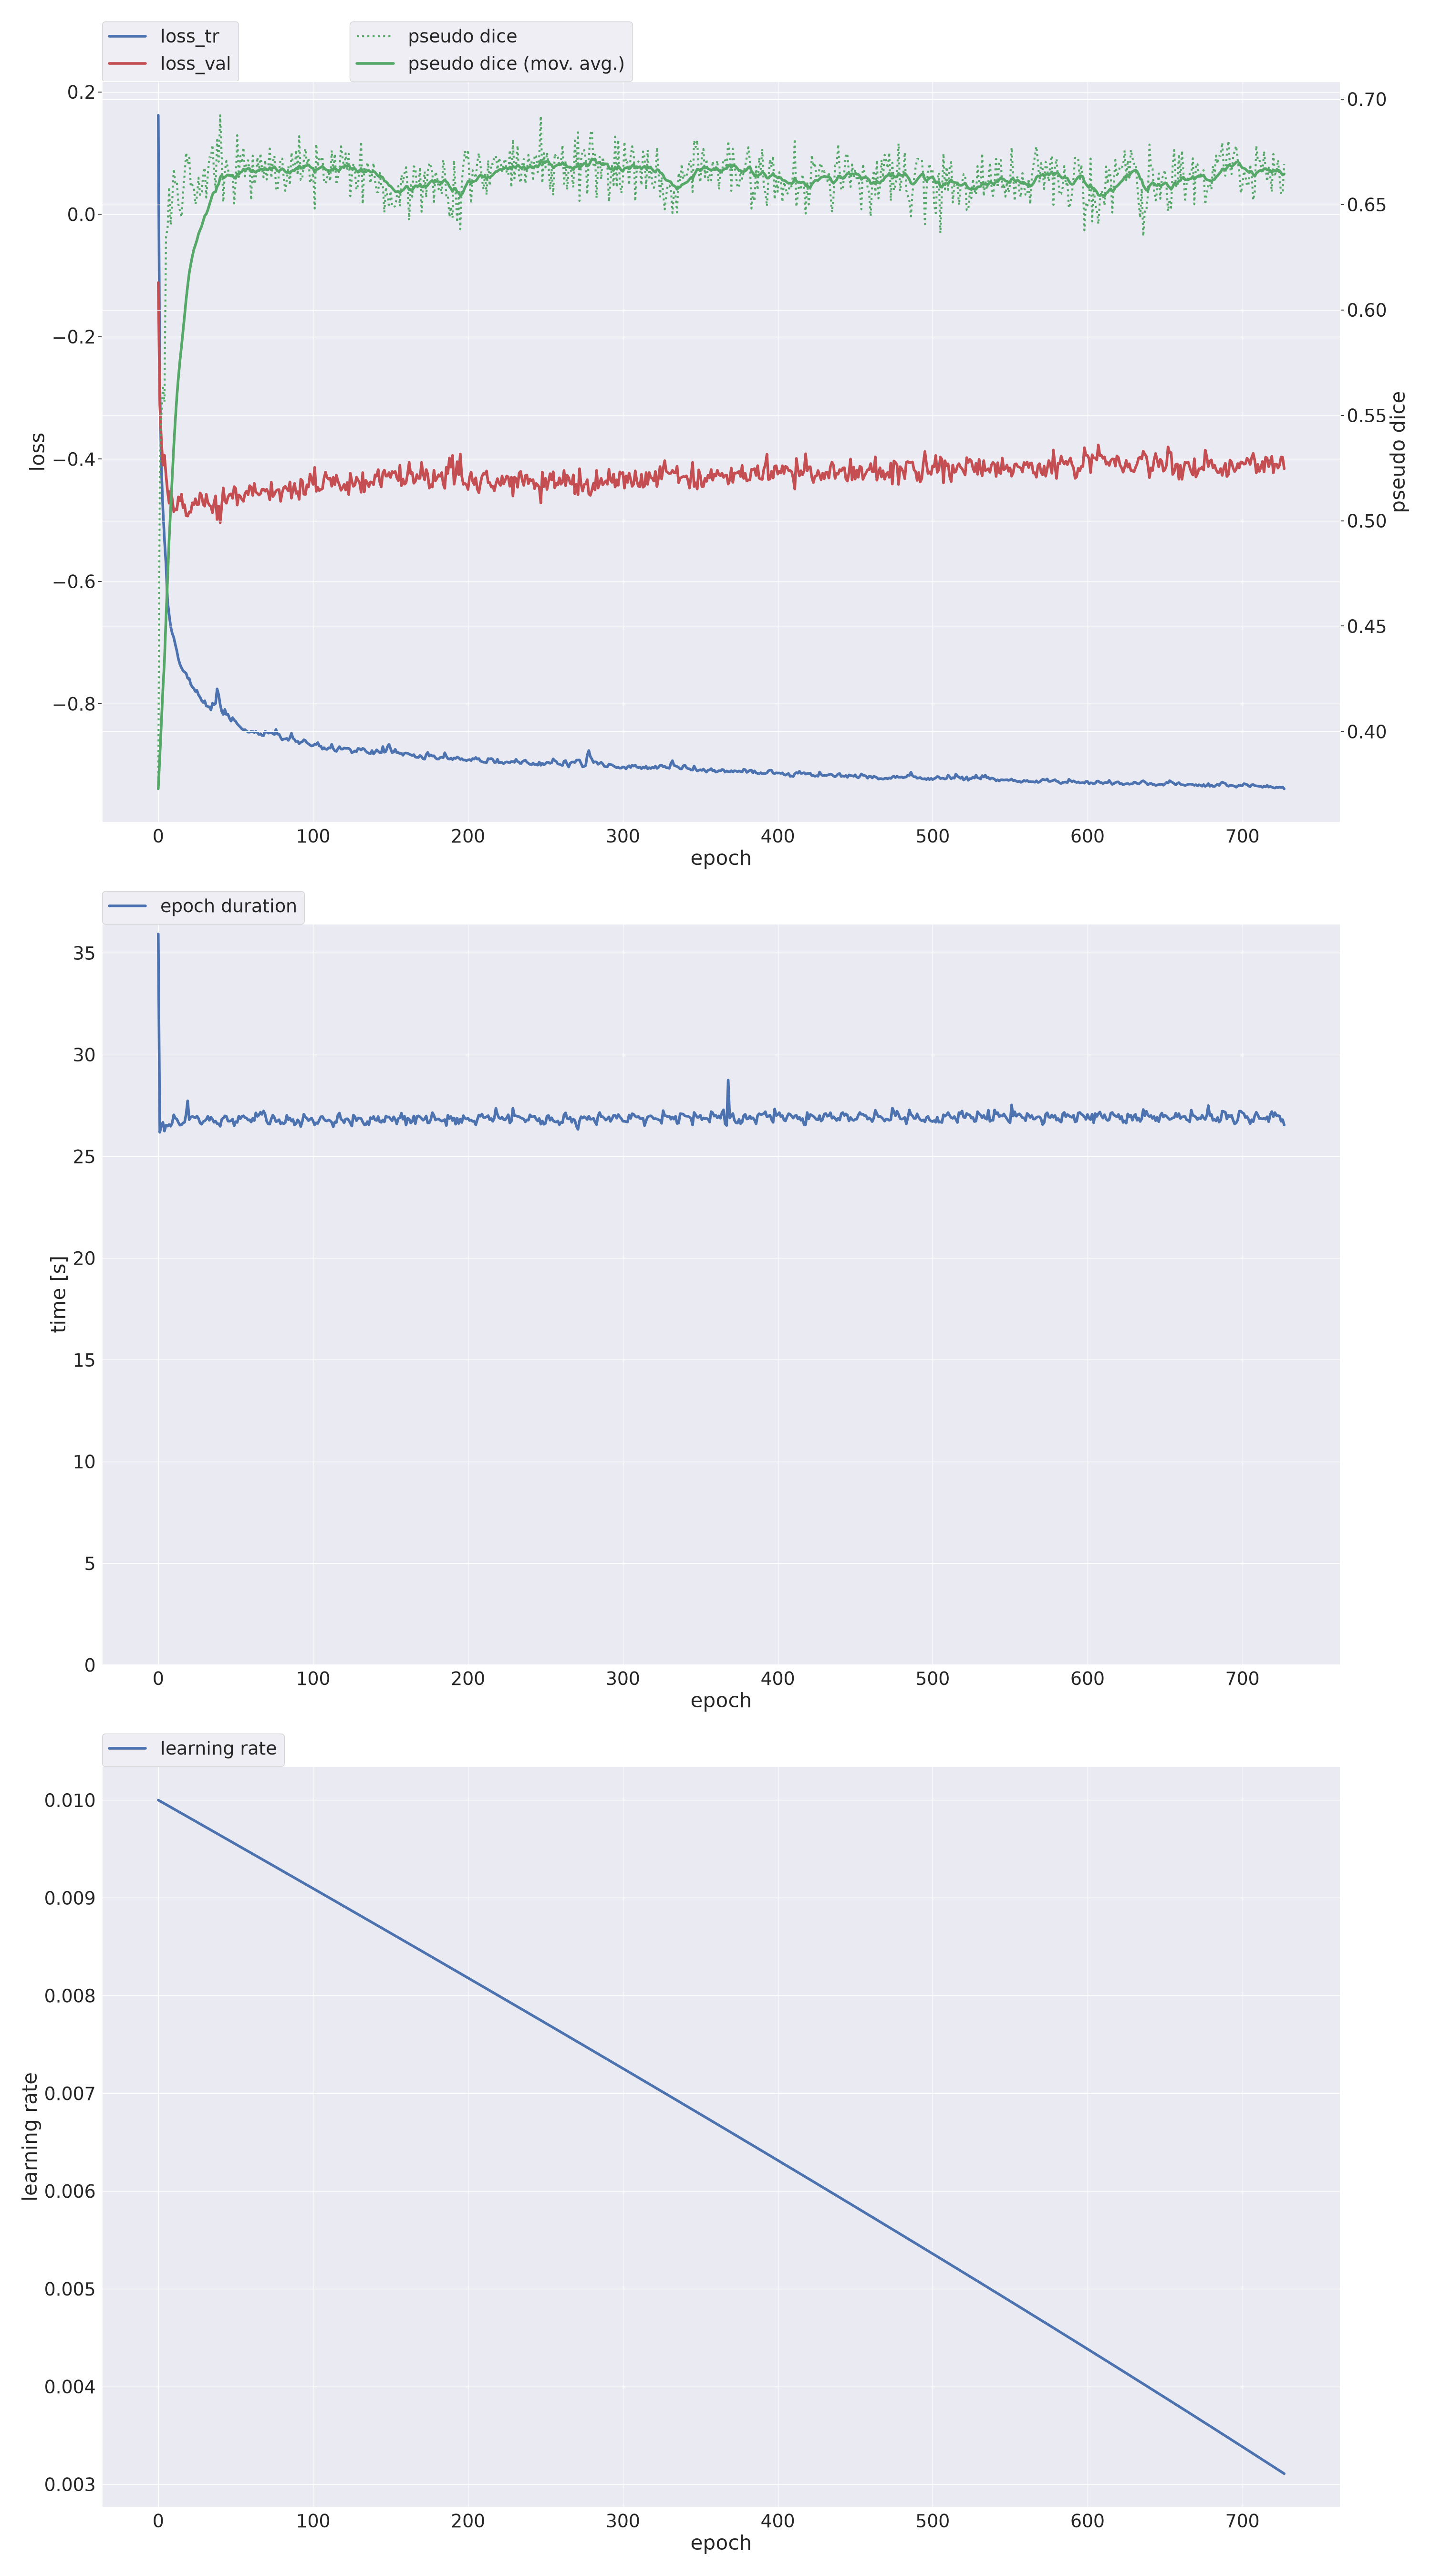 loss_tr
loss_val
pseudo dice
pseudo dice (mov. avg.)
0.2
0.0
−0.2
−0.4
−0.6
−0.8
loss
0.70
0.65
0.60
0.55
0.50
0.45
0.40
pseudo dice
0 100 200 300 400 500 600 700
epoch
epoch duration
35
30
25
20
15
10
5
0
time [s]
0 100 200 300 400 500 600 700
epoch
learning rate
0.010
0.009
0.008
0.007
0.006
0.005
0.004
0.003
learning rate
0 100 200 300 400 500 600 700
epoch